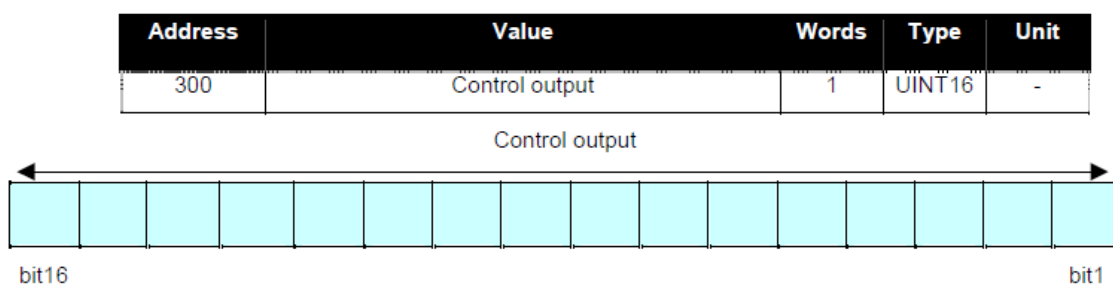 Address Value Words Type Unit
300 Control output 1 UINT16 -
Control output
bit16 bit1